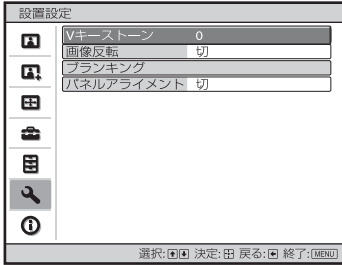 設置設定
Vキーストーン 0
画像反転 切
ブランキング
パネルアライメント 切
選択: 決定: 戻る: 終了:MENU